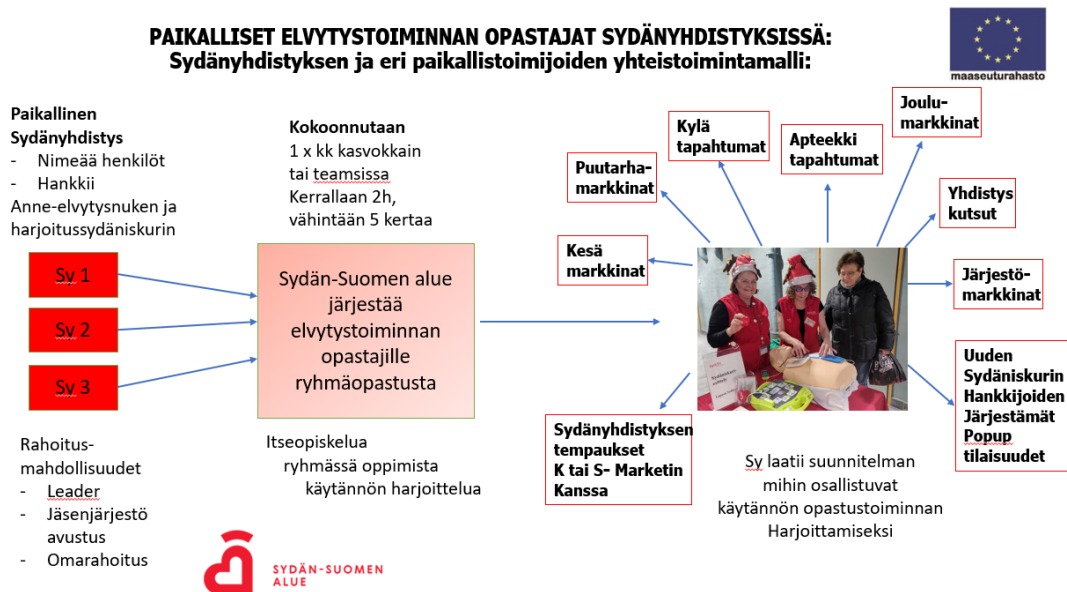 PAIKALLISET ELVYTYSTOIMINNAN OPASTAJAT SYDÄNYHDISTYKSISSÄ:
Sydänyhdistyksen ja eri paikallistoimijoiden yhteistoimintamalli:
maaseuturahasto
Paikallinen
Sydänyhdistys
- Nimeää henkilöt
- Hankkii
Anne-elvytysnuken ja
harjoitussydäniskurin
Sy 1
Sy 2
Sy 3
Rahoitus-
mahdollisuudet
- Leader
- Jäsenjärjestö
avustus
- Omarahoitus
Kokoonnutaan
1 x kk kasvokkain
tai teamsissa
Kerrallaan 2h,
vähintään 5 kertaa
Sydän-Suomen alue
järjestää
elvytystoiminnan
opastajille
ryhmäopastusta
Itseopiskelua
ryhmässä oppimista
käytännön harjoittelua
SYDÄN-SUOMEN
ALUE
Kesä
markkinat
Puutarha-
markkinat
Kylä
tapahtumat
Apteekki
tapahtumat
Joulu-
markkinat
Yhdistys
kutsut
Järjestö-
markkinat
Uuden
Sydäniskurin
Hankkijoiden
Järjestämät
Popup
tilaisuudet
Sydänyhdistyksen
tempaukset
K tai S- Marketin
Kanssa
Sy laatii suunnitelman
mihin osallistuvat
käytännön opastustoiminnan
Harjoittamiseksi